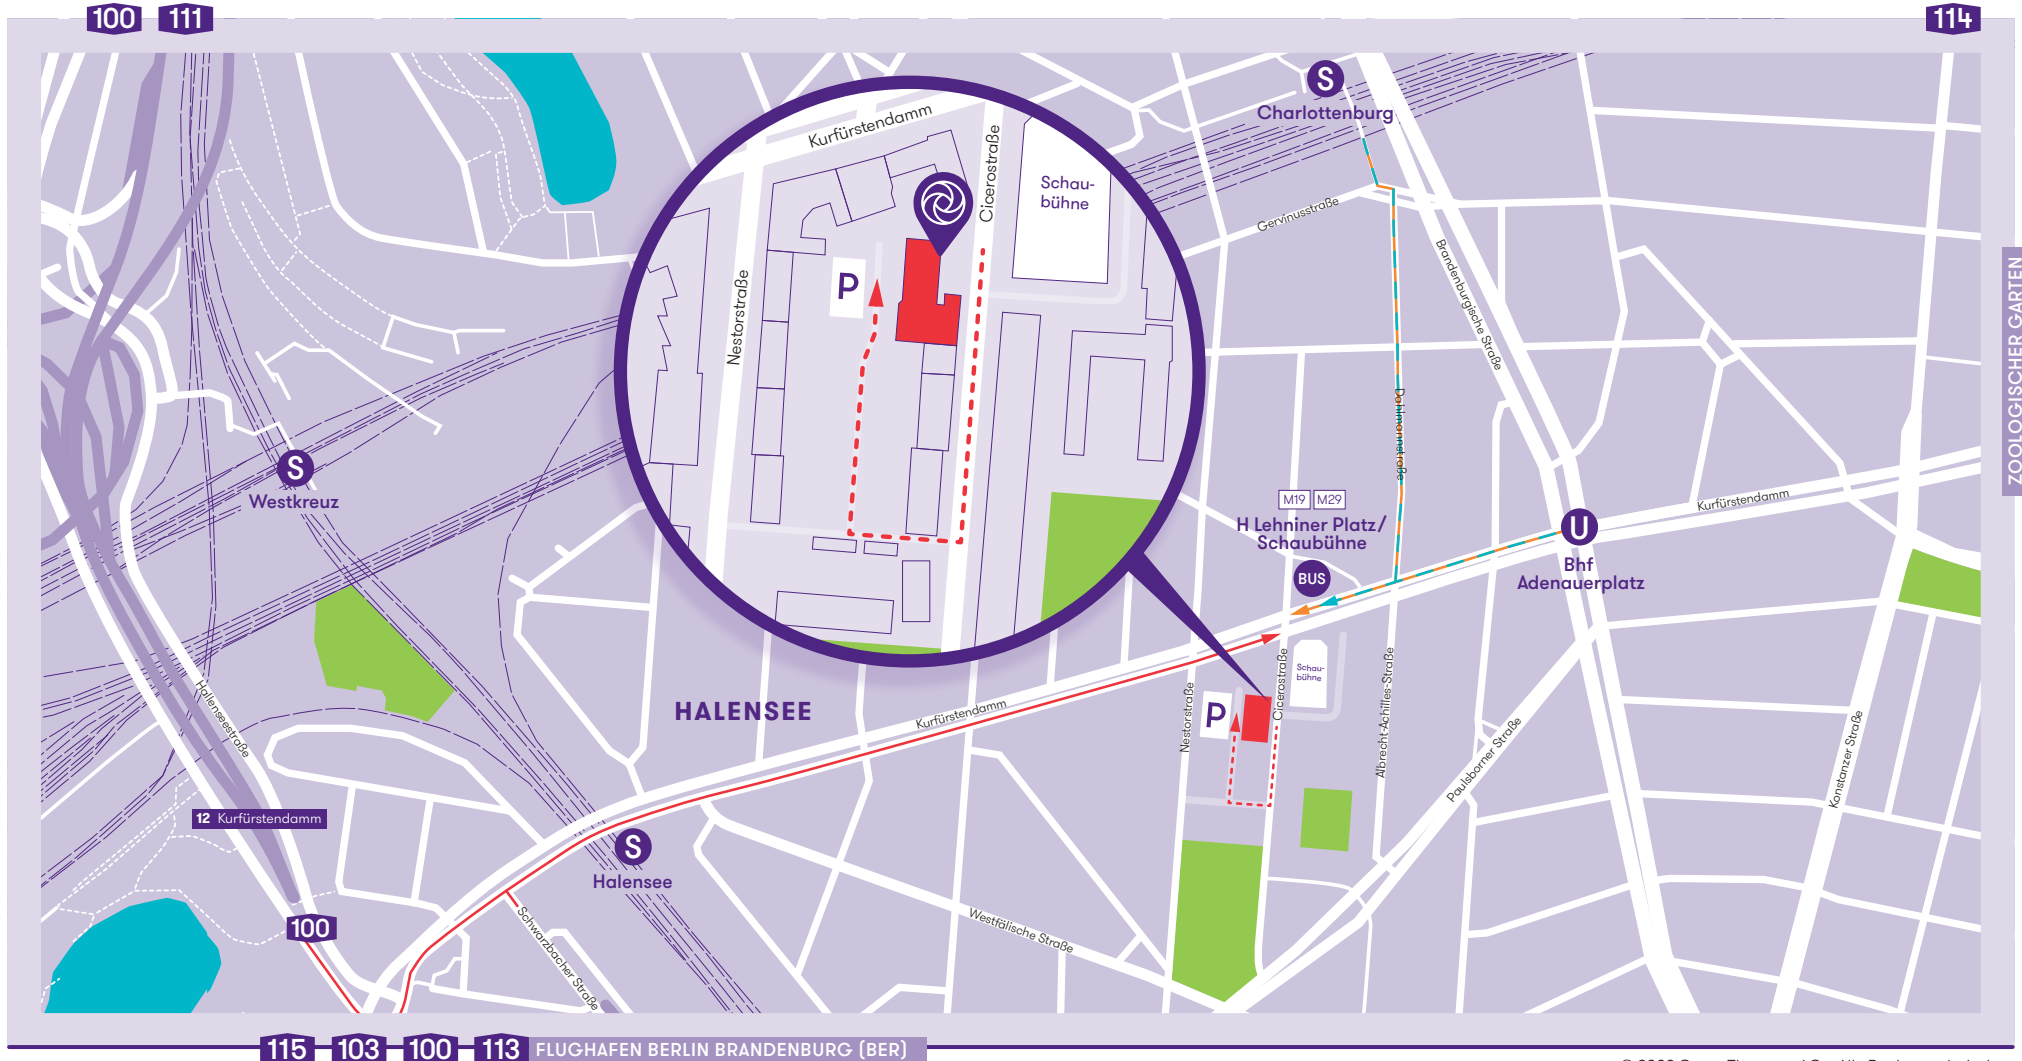 100
111
114
S
Charlottenburg
Kurfürstendamm
Cicerostraße
Schau-
bühne
Nestorstraße
P
Gervinusstraße
Brandenburgische Straße
ZOOLOGISCHER GARTEN
Dahlmannstraße
S
Westkreuz
M19
M29
H Lehniner Platz/
Schaubühne
BUS
Kurfürstendamm
U
Bhf
Adenauerplatz
Halenseestraße
HALENSEE
Kurfürstendamm
Nestorstraße
P
Cicerostraße
Schau-
bühne
Albrecht-Achilles-Straße
Paulsborner Straße
Konstanzer Straße
12 Kurfürstendamm
S
Halensee
100
Schwarzbacher Straße
Westfälische Straße
115
103
100
113
FLUGHAFEN BERLIN BRANDENBURG (BER)